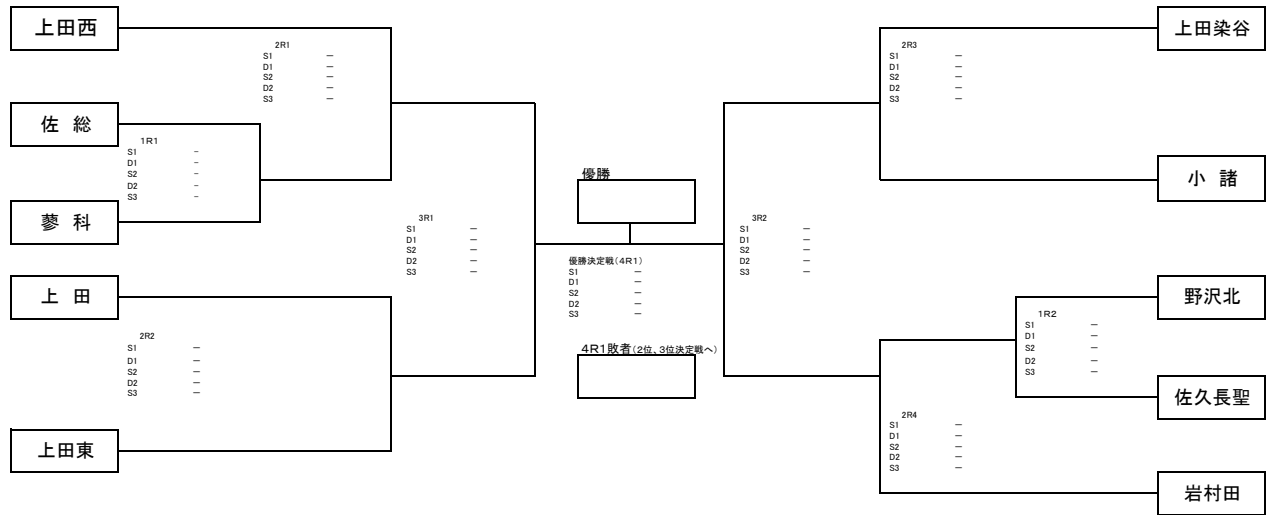 上田西
2R1
S1 －
D1 －
S2 －
D2 －
S3 －
佐 総
1R1
S1 －
D1 －
S2 －
D2 －
S3 －
蓼 科
3R1
S1 －
D1 －
S2 －
D2 －
S3 －
上 田
2R2
S1 －
D1 －
S2 －
D2 －
S3 －
上田東
優勝
優勝決定戦(4R1)
S1 －
D1 －
S2 －
D2 －
S3 －
4R1敗者(2位、3位決定戦へ)
上田染谷
2R3
S1 －
D1 －
S2 －
D2 －
S3 －
小 諸
3R2
S1 －
D1 －
S2 －
D2 －
S3 －
野沢北
1R2
S1 －
D1 －
S2 －
D2 －
S3 －
佐久長聖
2R4
S1 －
D1 －
S2 －
D2 －
S3 －
岩村田